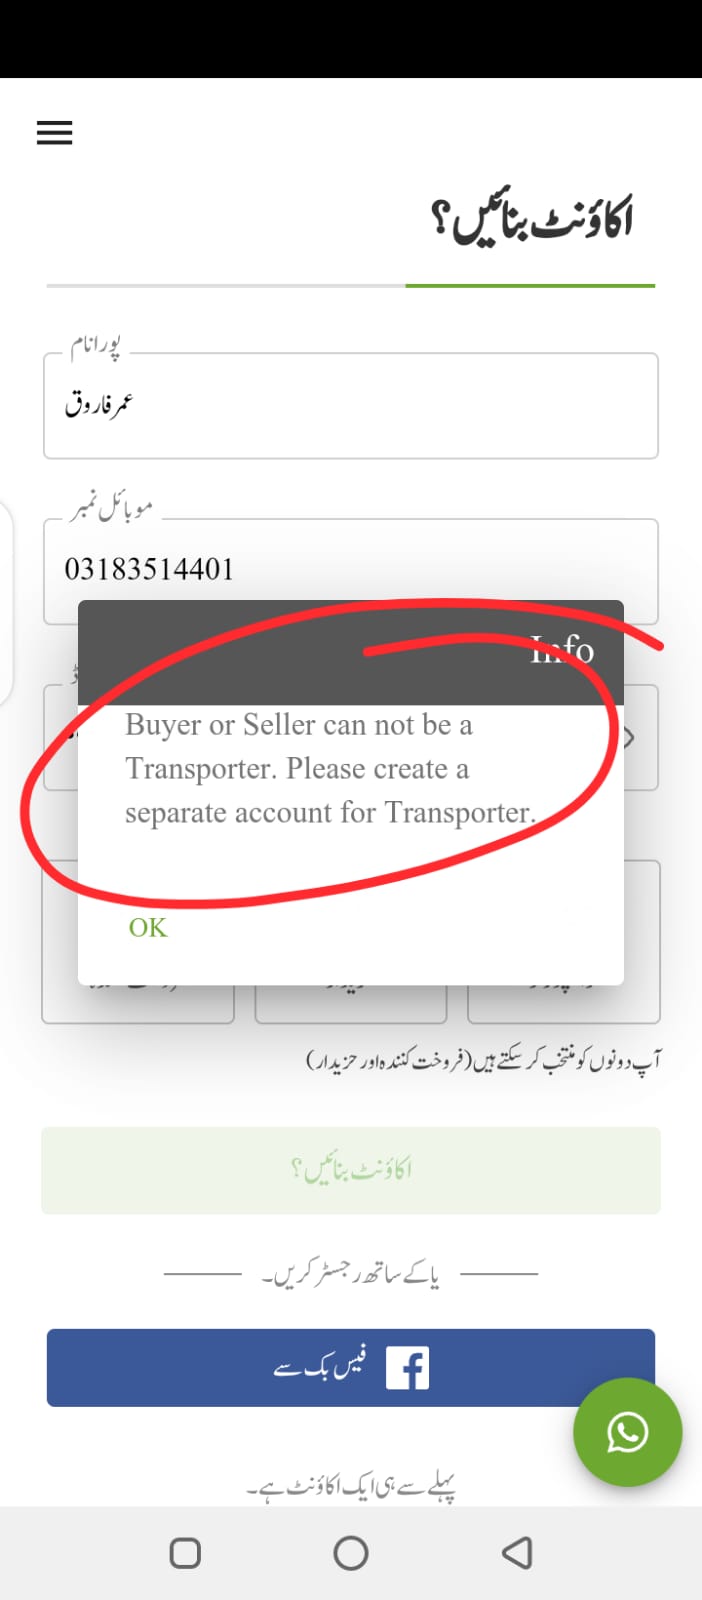 اکاؤنٹ بنائیں؟
پورا نام
عمر فاروق
موبائل نمبر
03183514401
Info
Buyer or Seller can not be a
Transporter. Please create a
separate account for Transporter.
OK
آپ دونوں کو منتخب کر سکتے ہیں (فروخت کنندہ اور خریدار)
اکاؤنٹ بنائیں؟
یا کے ساتھ رجسٹر کریں۔
فیس بک سے
پہلے سے ہی ایک اکاؤنٹ ہے۔